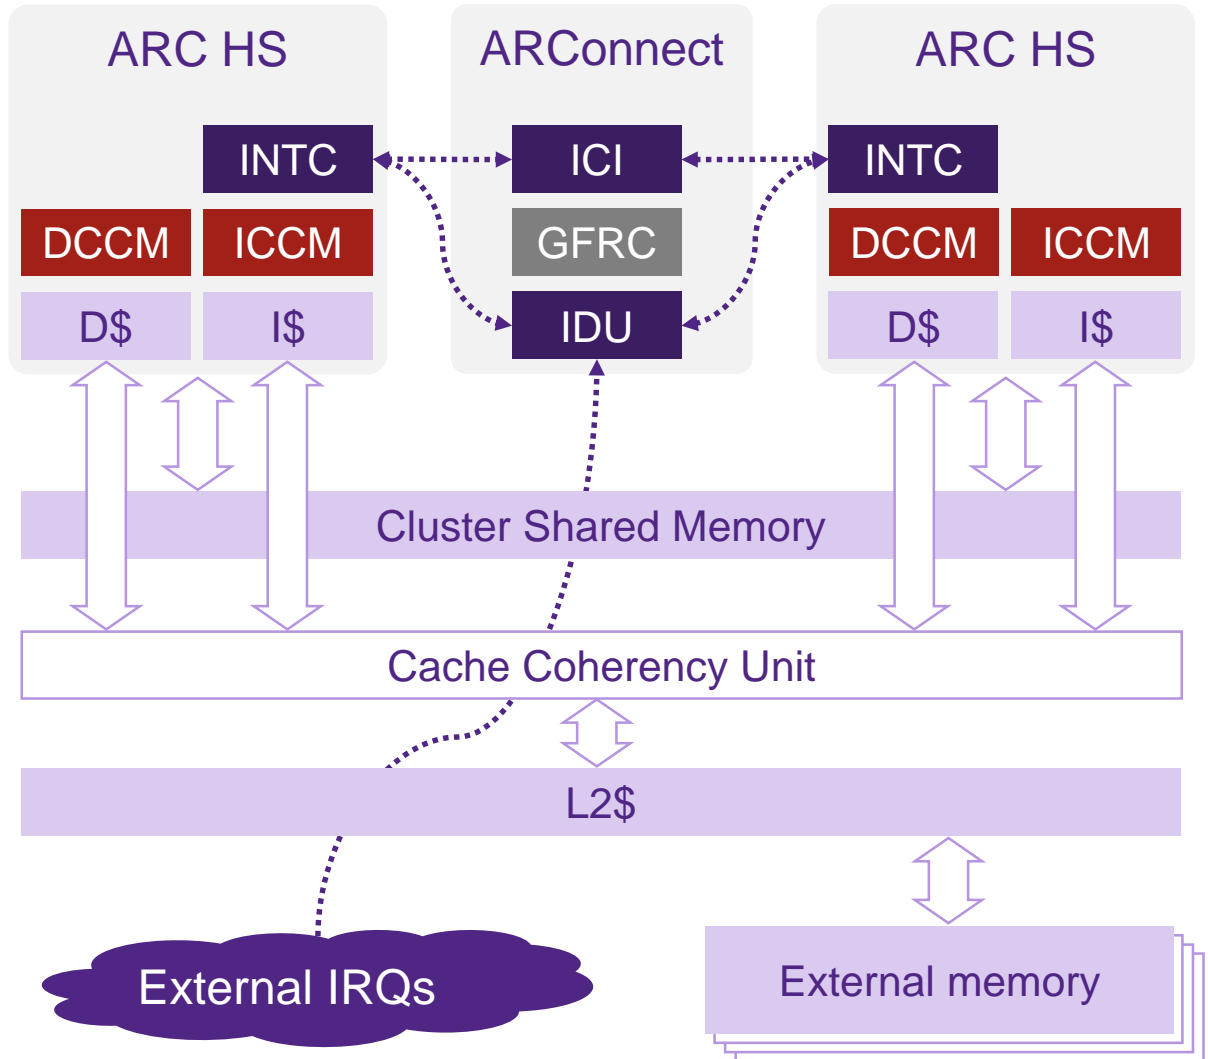 ARC HS
ARConnect
ARC HS
INTC
ICI
INTC
DCCM
ICCM
GFRC
DCCM
ICCM
D$
I$
IDU
D$
I$
Cluster Shared Memory
Cache Coherency Unit
L2$
External IRQs
External memory